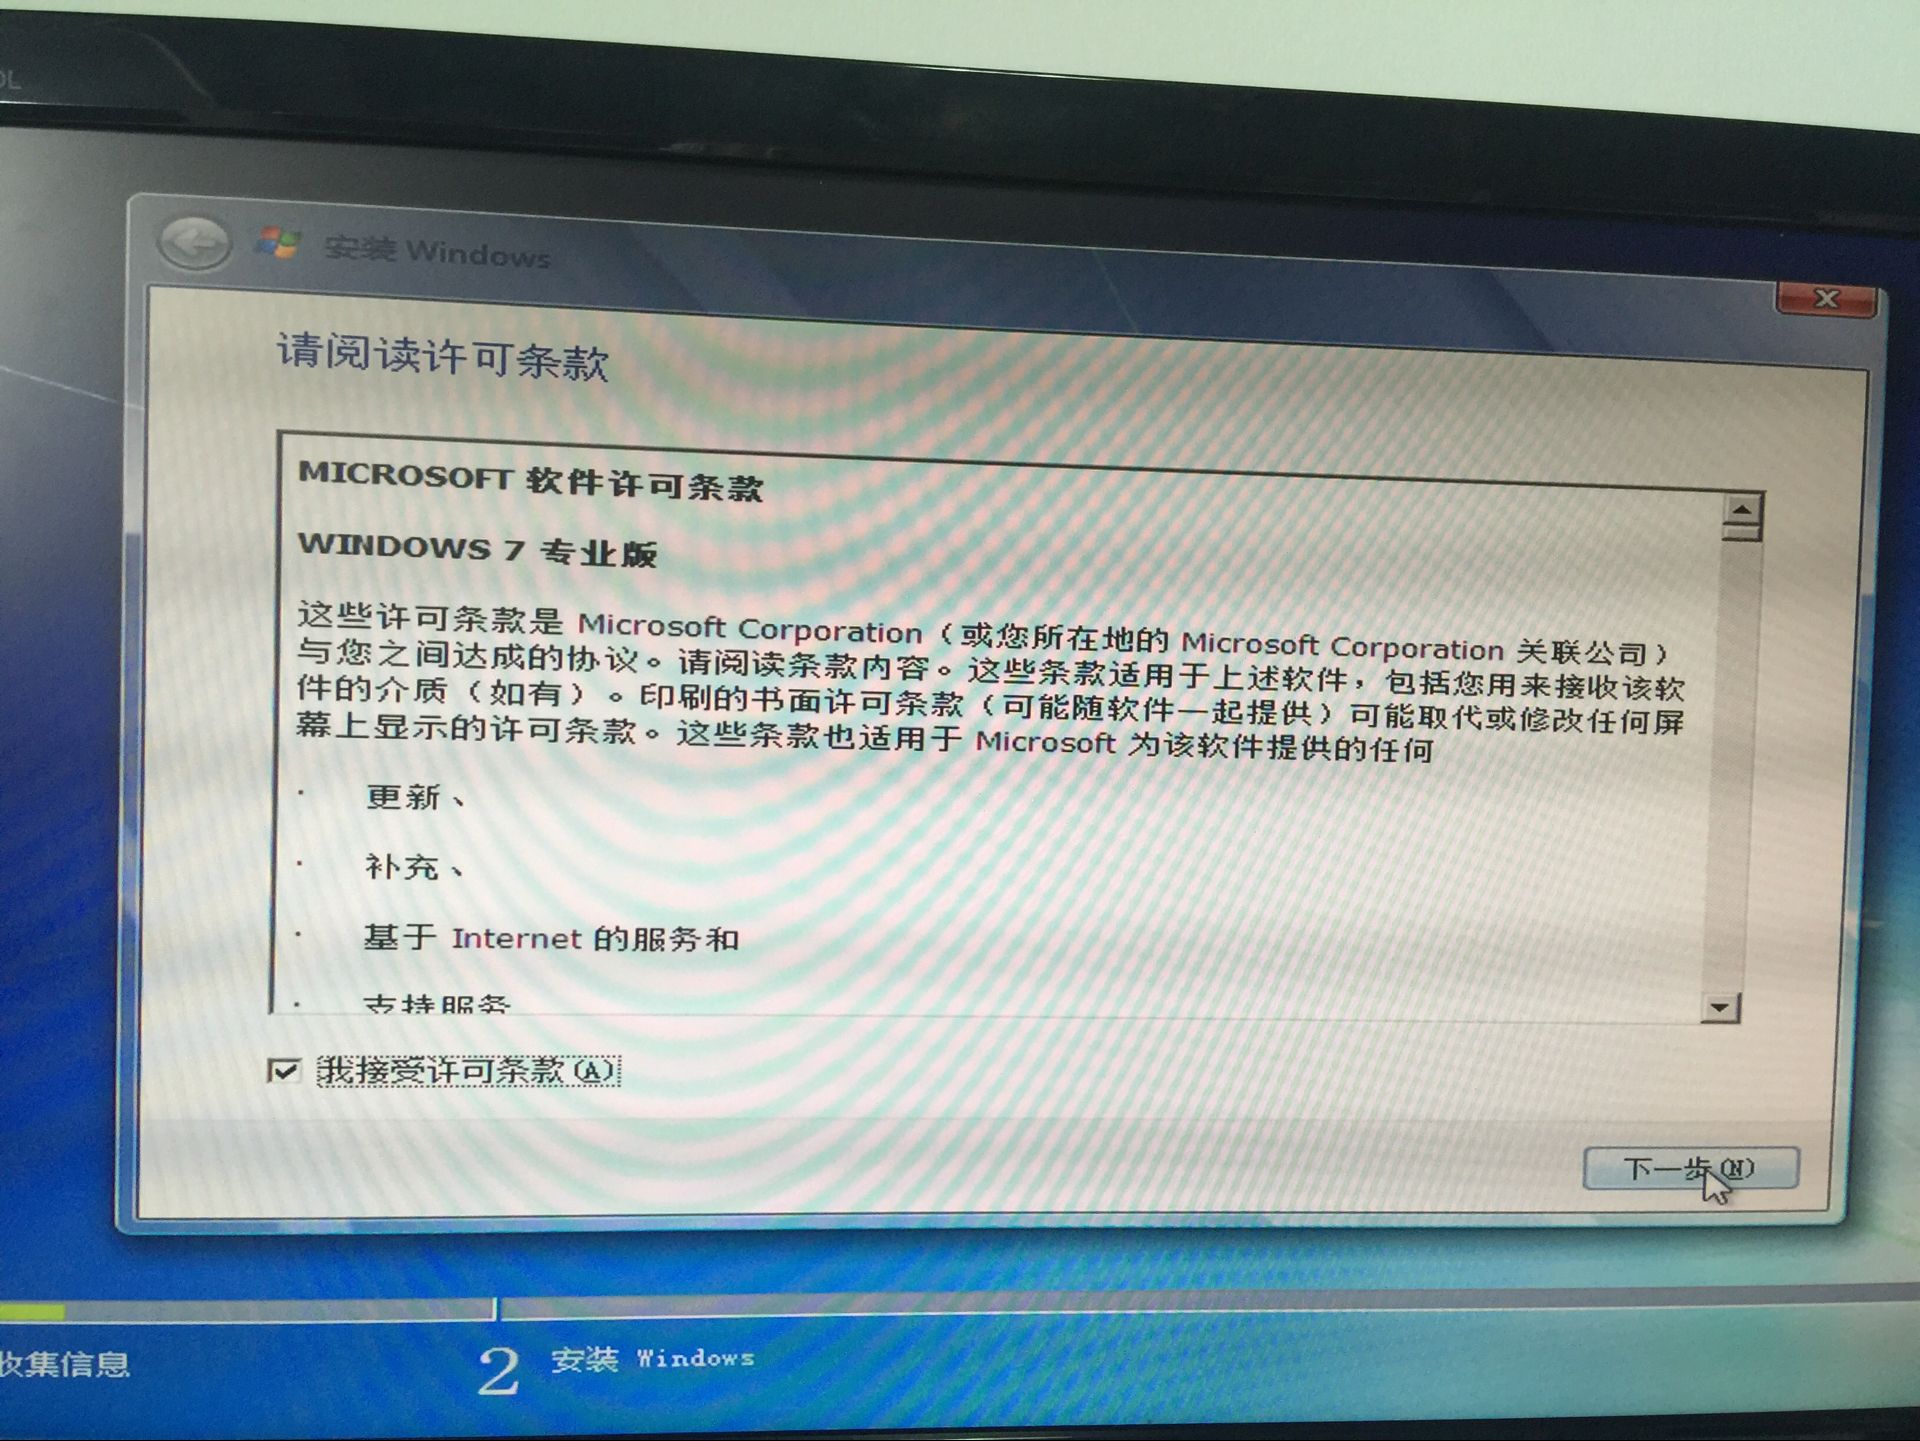 安装 Windows
请阅读许可条款
MICROSOFT 软件许可条款
WINDOWS 7 专业版
这些许可条款是 Microsoft Corporation（或您所在地的 Microsoft Corporation 关联公司）
与您之间达成的协议。请阅读条款内容。这些条款适用于上述软件，包括您用来接收该软
件的介质（如有）。印刷的书面许可条款（可能随软件一起提供）可能取代或修改任何屏
幕上显示的许可条款。这些条款也适用于 Microsoft 为该软件提供的任何
· 更新、
· 补充、
· 基于 Internet 的服务和
· 支持服务
我接受许可条款(A)
下一步(N)
收集信息
2 安装 Windows